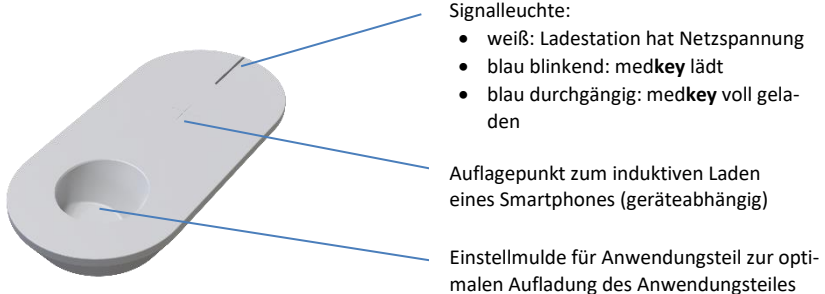 Signalleuchte:
• weiß: Ladestation hat Netzspannung
• blau blinkend: medkey lädt
• blau durchgängig: medkey voll gela-
den
Auflagepunkt zum induktiven Laden
eines Smartphones (geräteabhängig)
Einstellmulde für Anwendungsteil zur opti-
malen Aufladung des Anwendungsteiles